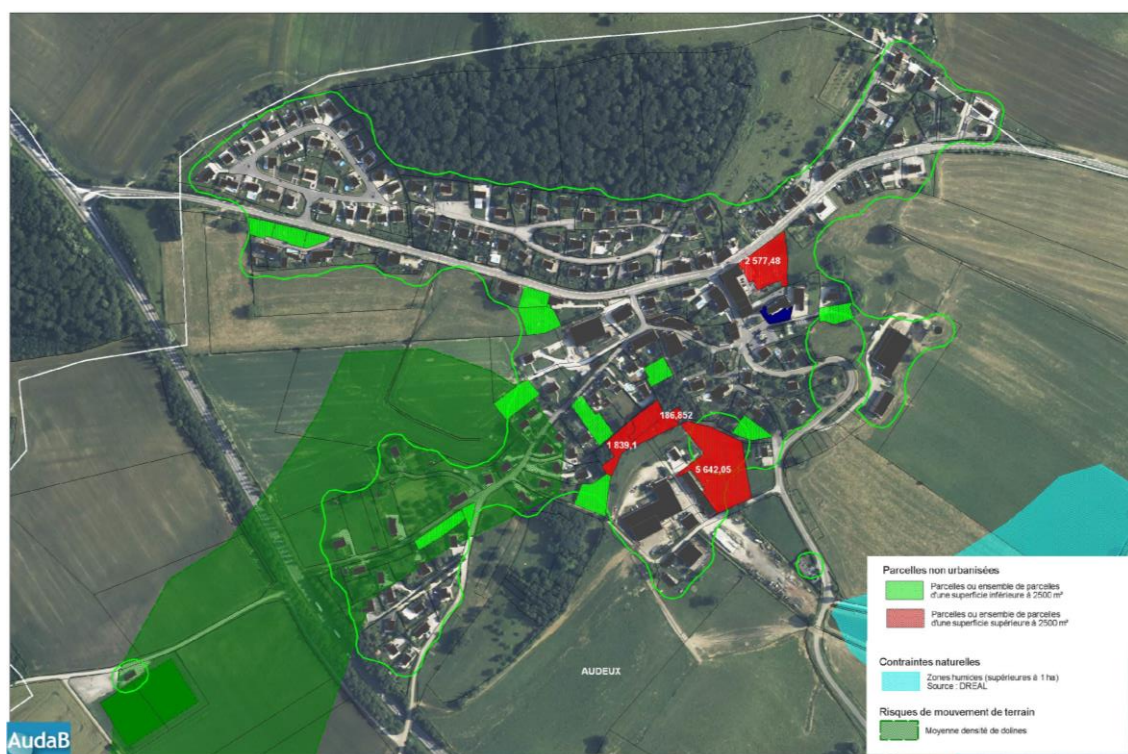 2 577,48
186,852
1 839,1
5 642,05
AUDEUX
Parcelles non urbanisées
Parcelles ou ensemble de parcelles
d'une superficie inférieure à 2500 m²
Parcelles ou ensemble de parcelles
d'une superficie supérieure à 2500 m²
Contraintes naturelles
Zones humides (supérieures à 1 ha)
Source : DREAL
Risques de mouvement de terrain
Moyenne densité de dolines
AudaB